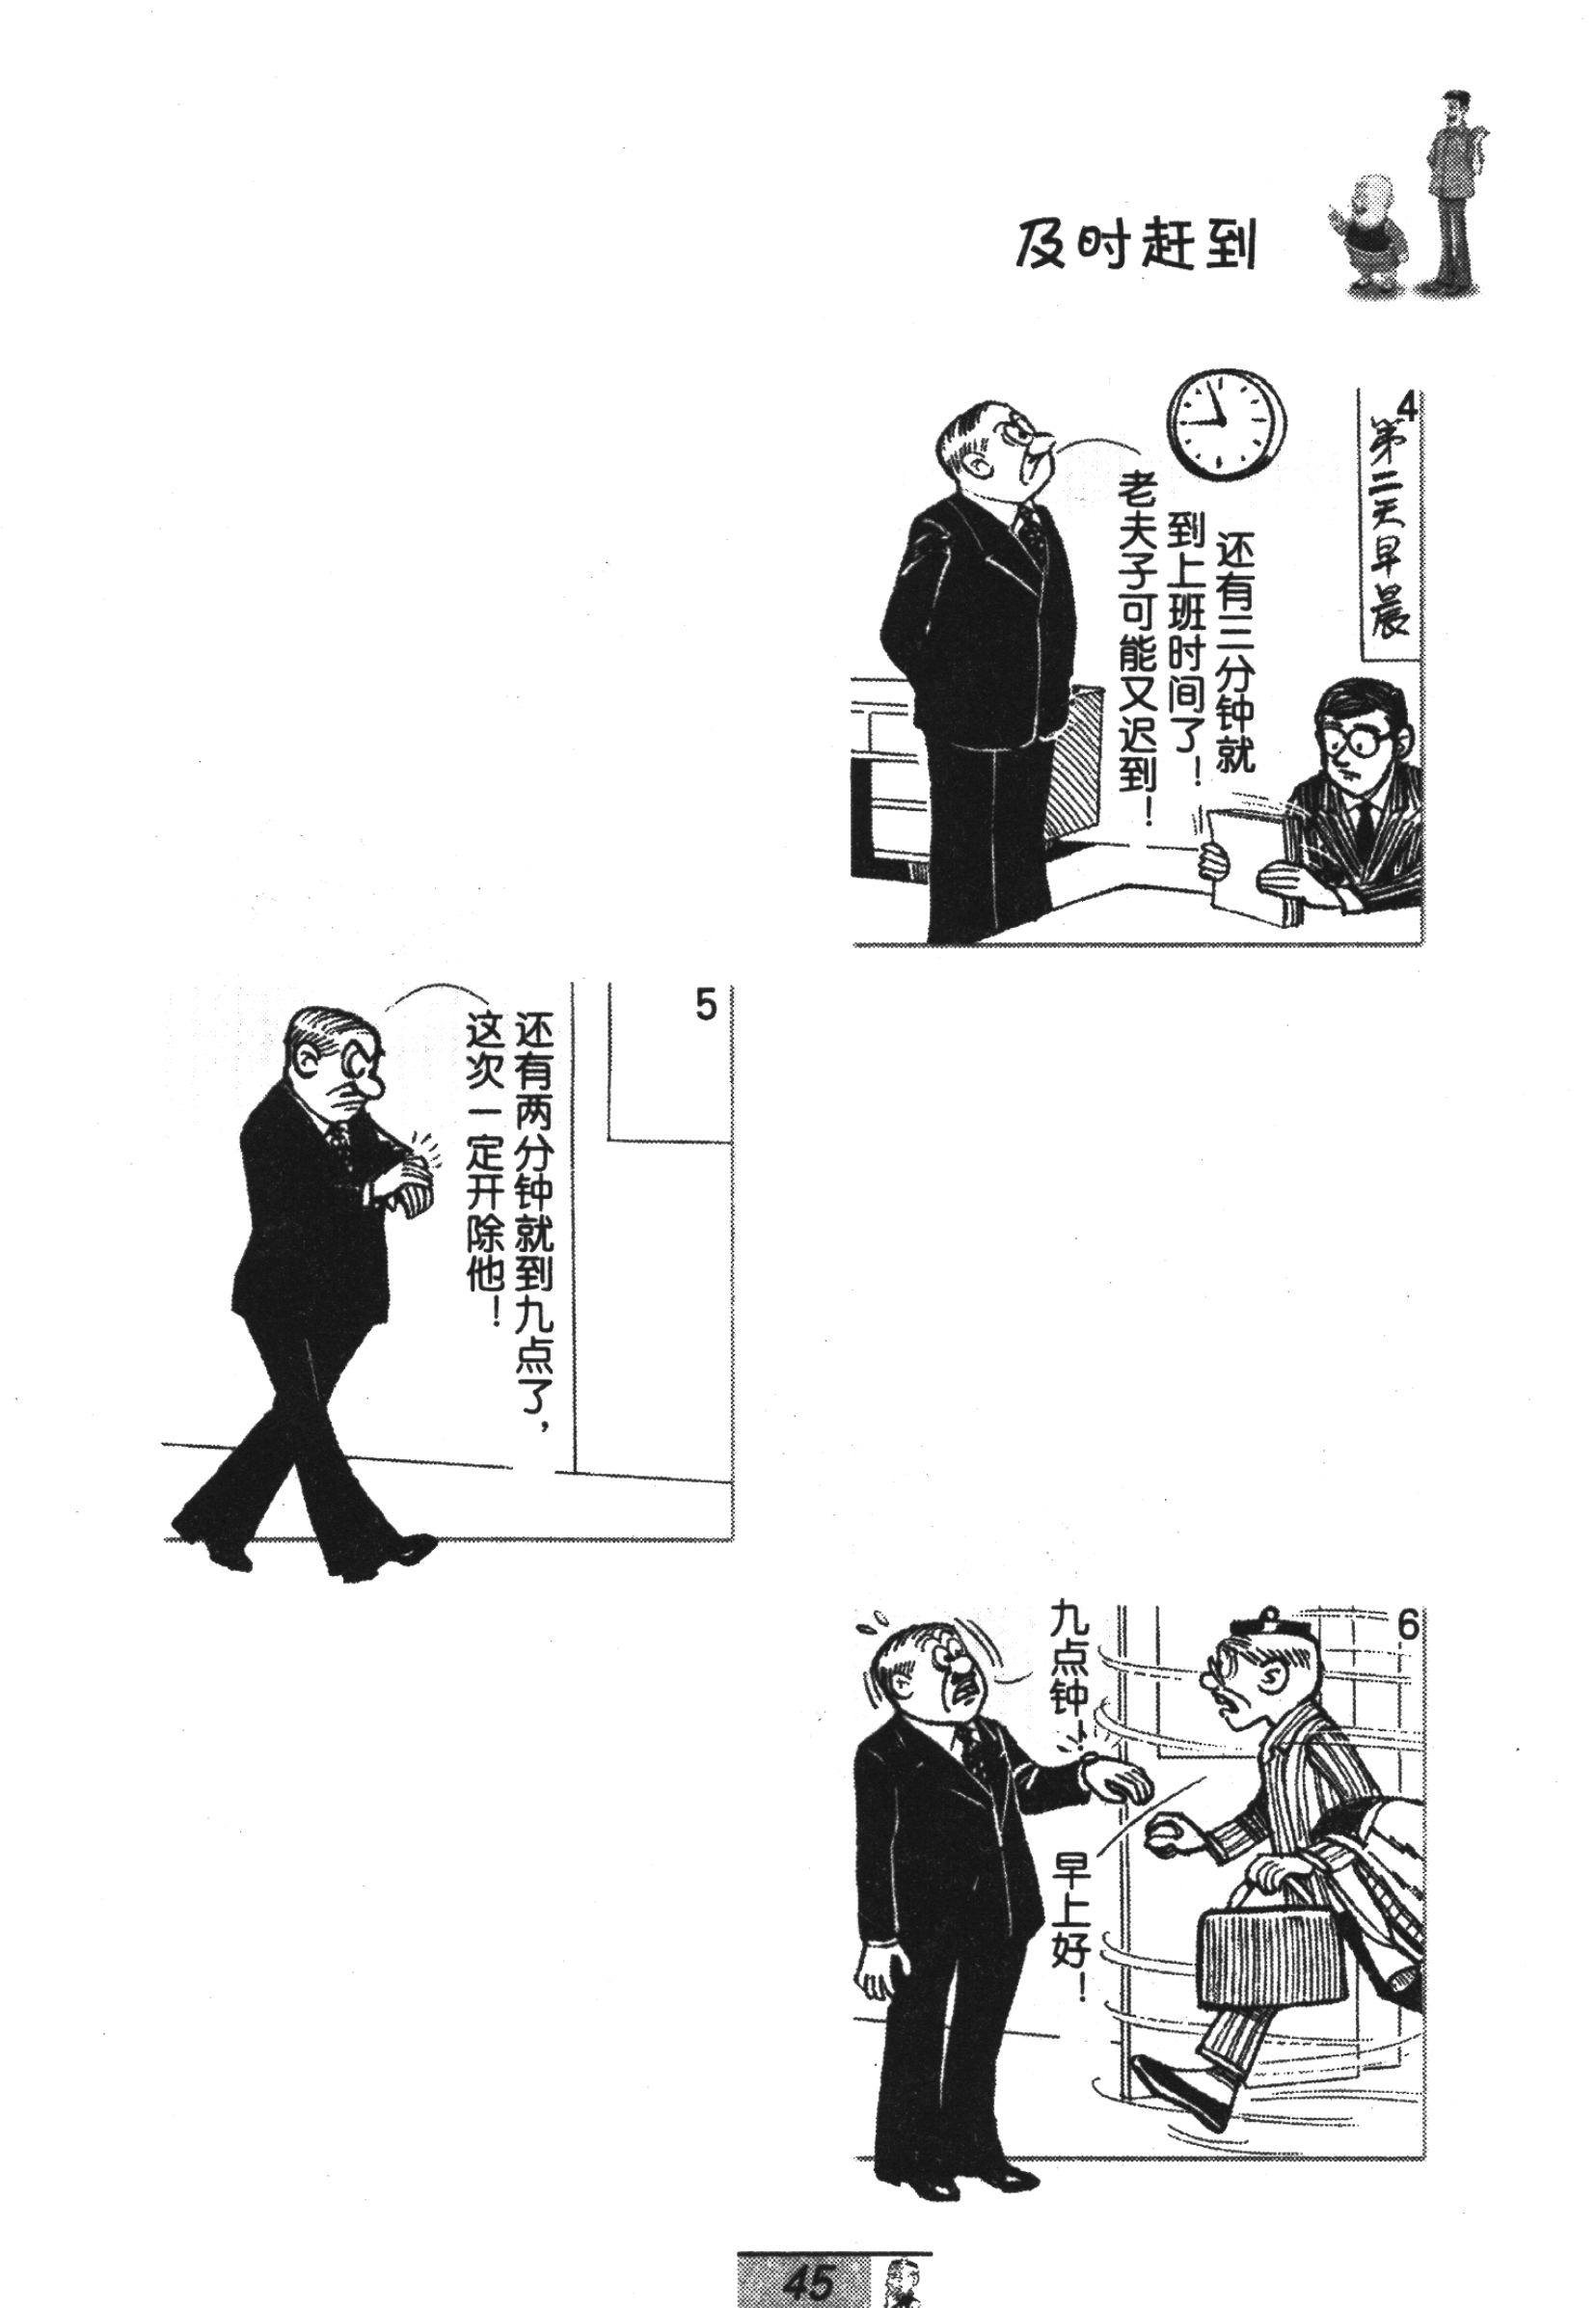 及时赶到
4
第二天早晨
还有三分钟就
到上班时间了！
老夫子可能又迟到！
5
还有两分钟就到九点了，
这次一定开除他！
6
九点钟！
早上好！
45